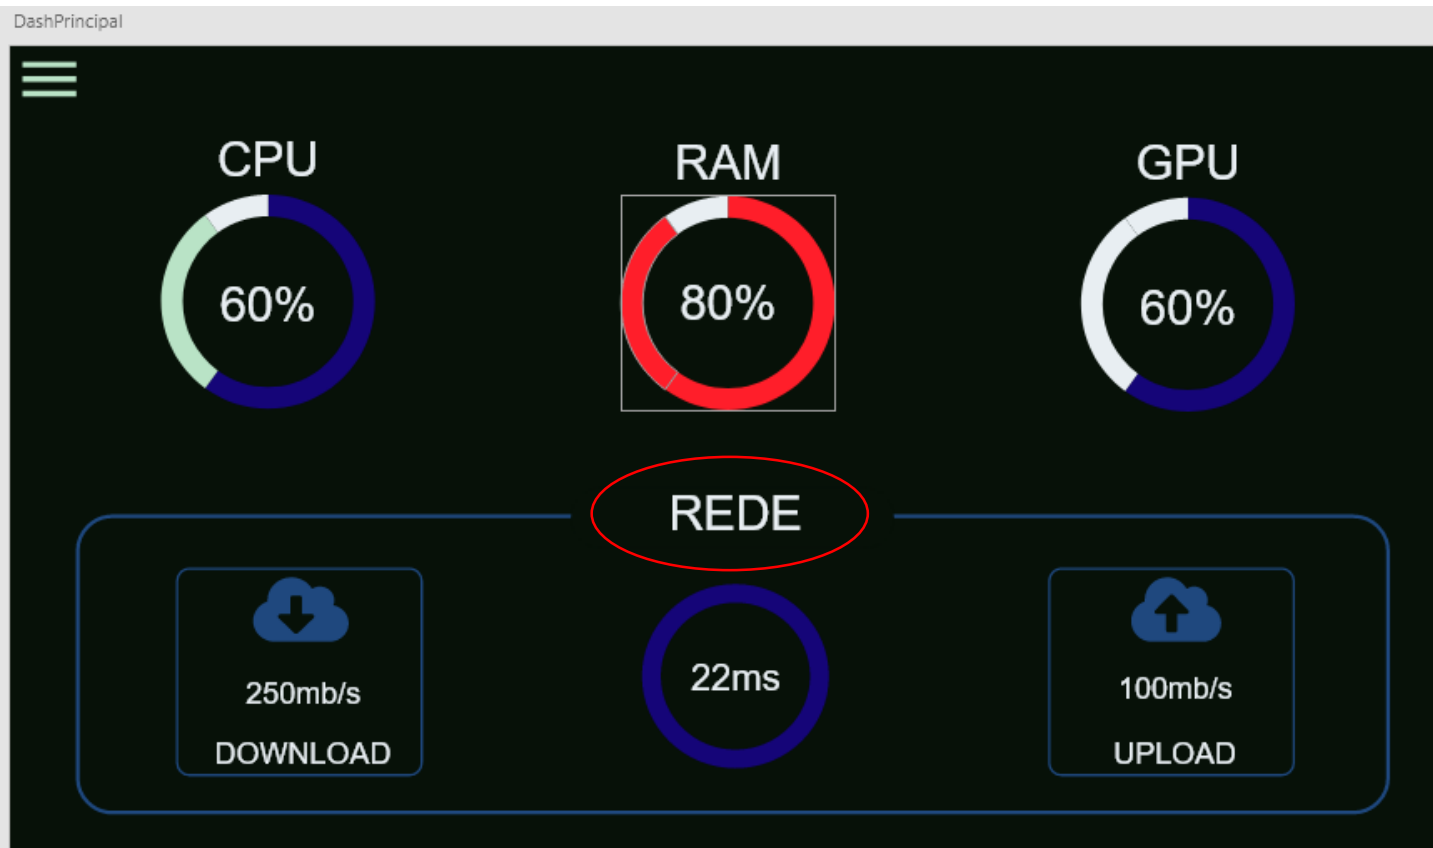 DashPrincipal
CPU
RAM
GPU
60%
80%
60%
REDE
250mb/s
DOWNLOAD
22ms
100mb/s
UPLOAD